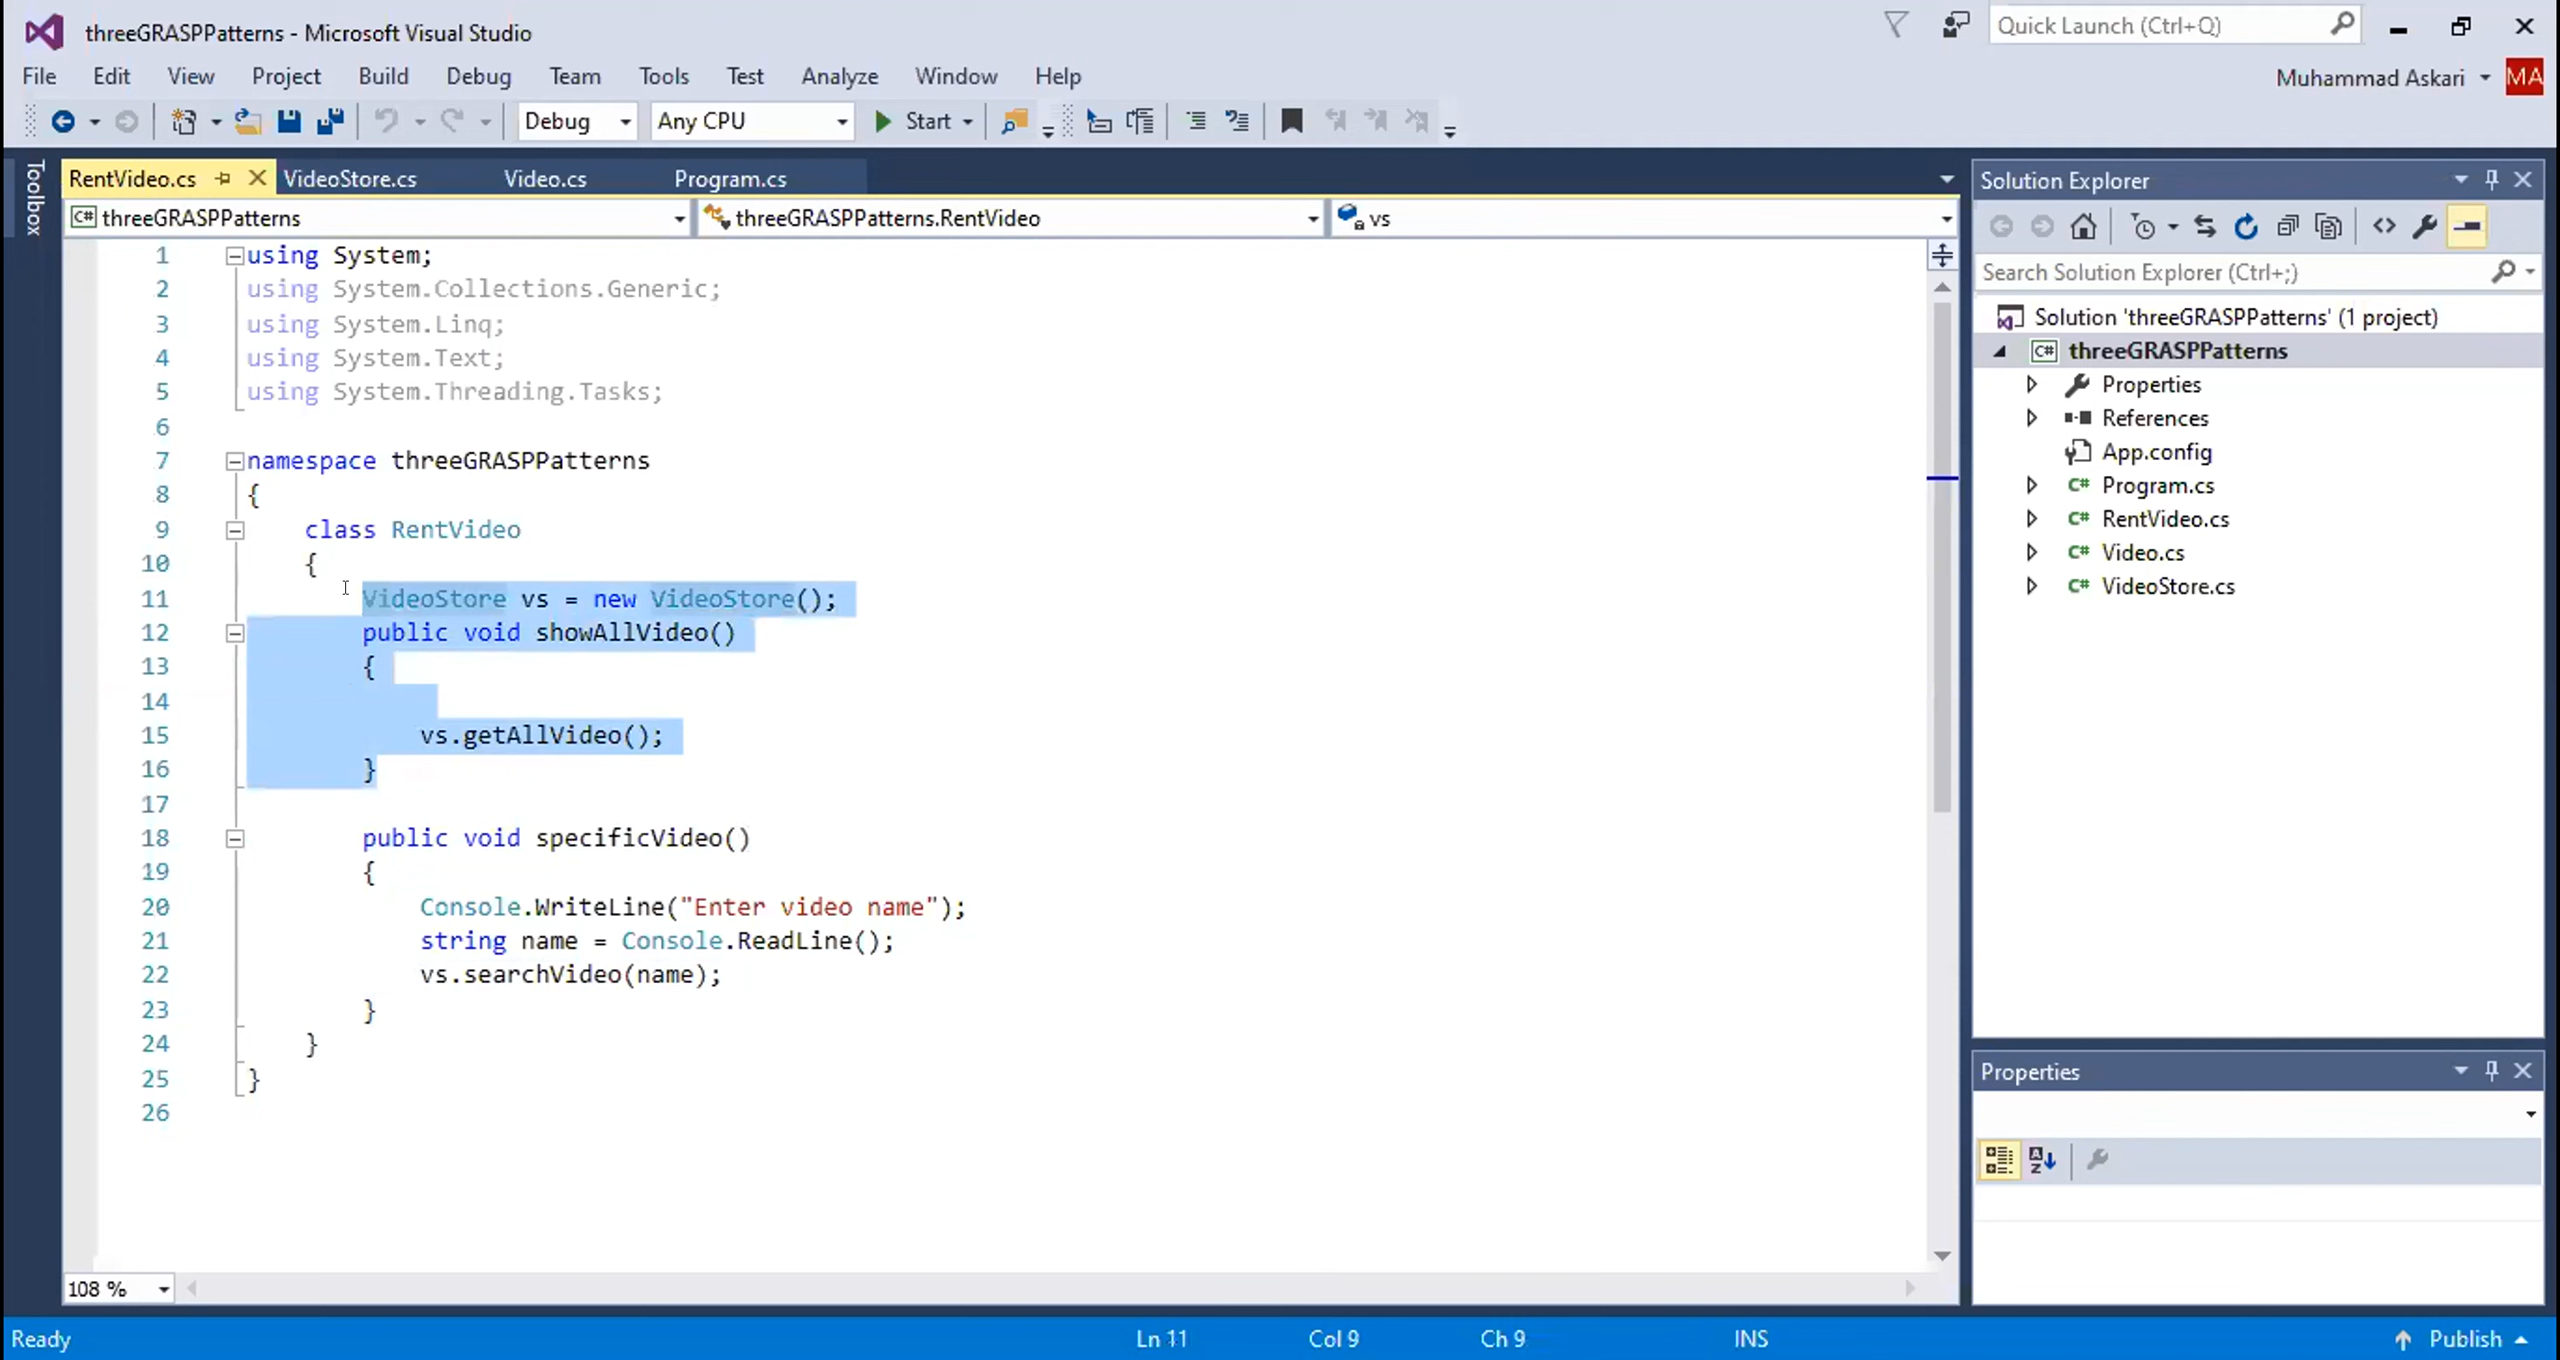 threeGRASPPatterns - Microsoft Visual Studio
Quick Launch (Ctrl+Q)
File Edit View Project Build Debug Team Tools Test Analyze Window Help
Muhammad Askari MA
Debug Any CPU Start
Toolbox
RentVideo.cs VideoStore.cs Video.cs Program.cs
C# threeGRASPPatterns threeGRASPPatterns.RentVideo vs
1 using System;
2 using System.Collections.Generic;
3 using System.Linq;
4 using System.Text;
5 using System.Threading.Tasks;
6
7 namespace threeGRASPPatterns
8 {
9 class RentVideo
10 {
11 VideoStore vs = new VideoStore();
12 public void showAllVideo()
13 {
14
15 vs.getAllVideo();
16 }
17
18 public void specificVideo()
19 {
20 Console.WriteLine("Enter video name");
21 string name = Console.ReadLine();
22 vs.searchVideo(name);
23 }
24 }
25 }
26
108 %
Solution Explorer
Search Solution Explorer (Ctrl+;)
Solution 'threeGRASPPatterns' (1 project)
C# threeGRASPPatterns
Properties
References
App.config
C# Program.cs
C# RentVideo.cs
C# Video.cs
C# VideoStore.cs
Properties
Ready Ln 11 Col 9 Ch 9 INS Publish